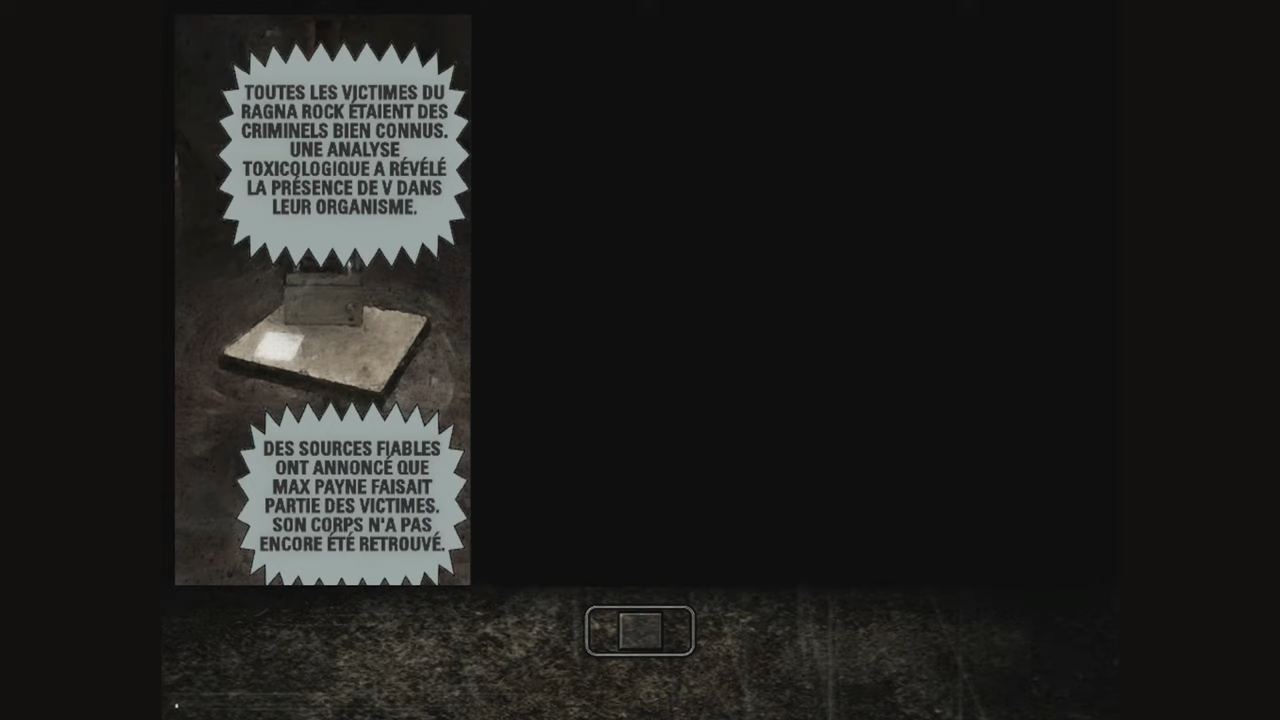 TOUTES LES VICTIMES DU
RAGNA ROCK ÉTAIENT DES
CRIMINELS BIEN CONNUS.
UNE ANALYSE
TOXICOLOGIQUE A RÉVÉLÉ
LA PRÉSENCE DE V DANS
LEUR ORGANISME.
DES SOURCES FIABLES
ONT ANNONCÉ QUE
MAX PAYNE FAISAIT
PARTIE DES VICTIMES.
SON CORPS N'A PAS
ENCORE ÉTÉ RETROUVÉ.